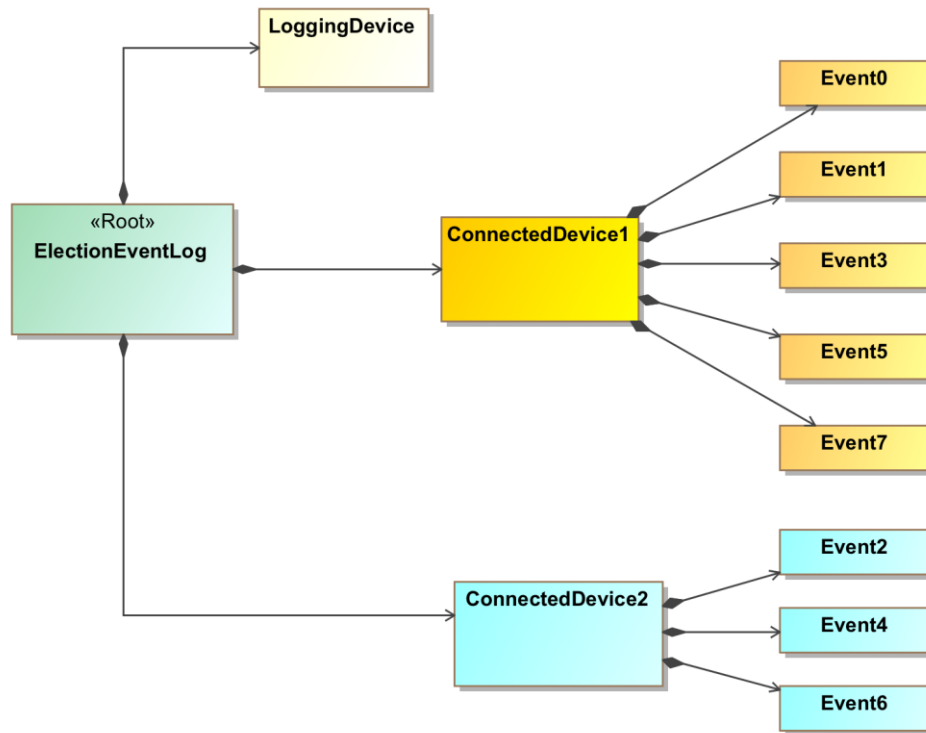 LoggingDevice
Event0
Event1
«Root»
ElectionEventLog
ConnectedDevice1
Event3
Event5
Event7
Event2
ConnectedDevice2
Event4
Event6